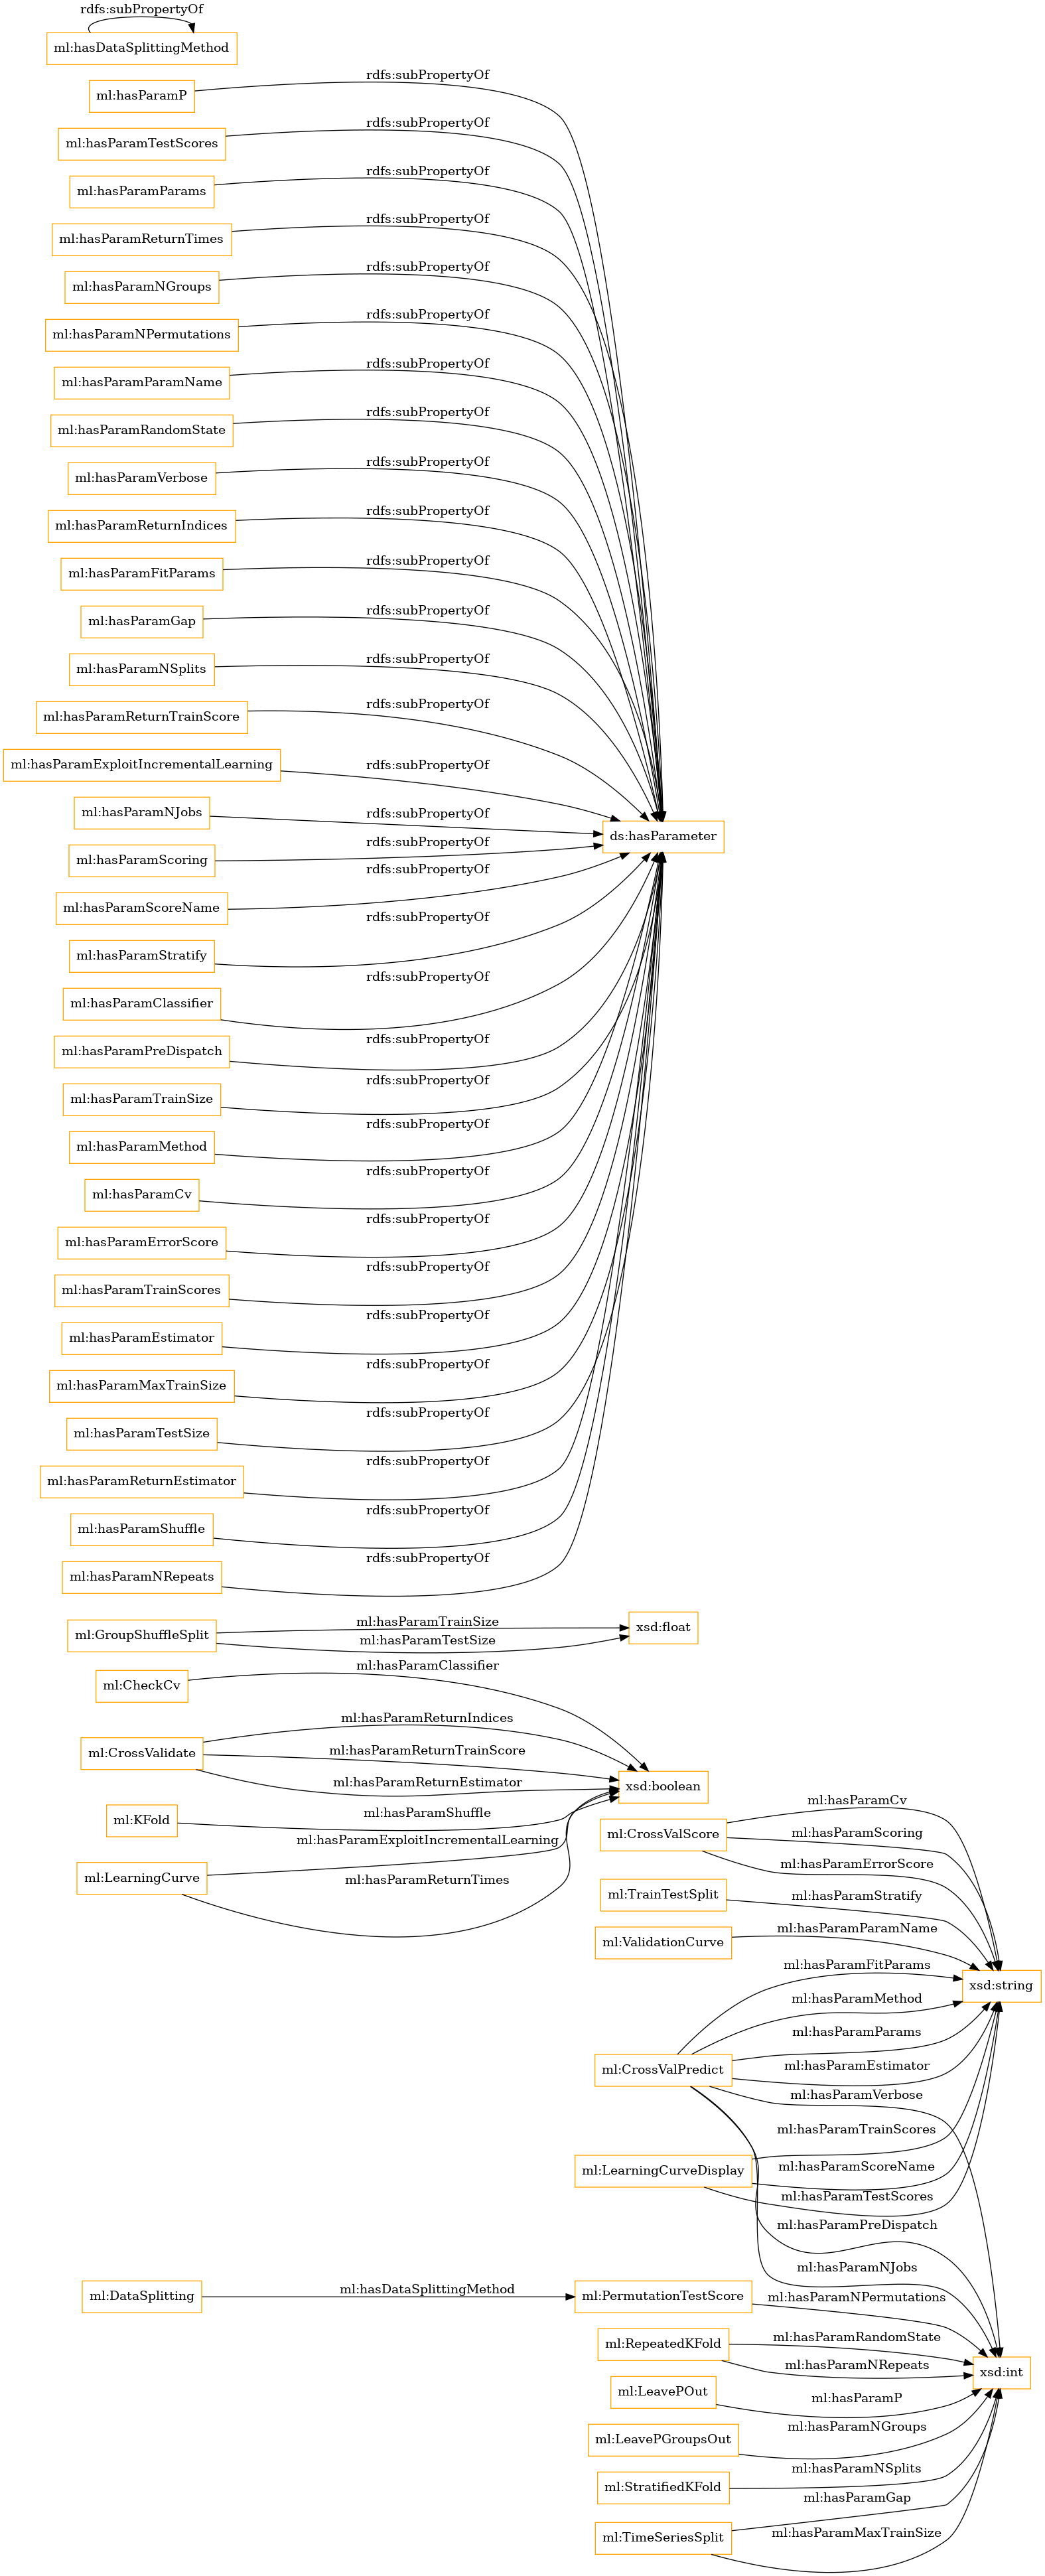 rdfs:subPropertyOf
ml:hasDataSplittingMethod
rdfs:subPropertyOf
ml:hasParamP
rdfs:subPropertyOf
ml:hasParamTestScores
rdfs:subPropertyOf
ml:hasParamParams
rdfs:subPropertyOf
ml:hasParamReturnTimes
rdfs:subPropertyOf
ml:hasParamNGroups
rdfs:subPropertyOf
ml:hasParamNPermutations
rdfs:subPropertyOf
ml:hasParamParamName
rdfs:subPropertyOf
ml:hasParamRandomState
rdfs:subPropertyOf
ml:hasParamVerbose
rdfs:subPropertyOf
ml:hasParamReturnIndices
rdfs:subPropertyOf
ml:hasParamFitParams
rdfs:subPropertyOf
ml:hasParamGap
rdfs:subPropertyOf
ml:hasParamNSplits
rdfs:subPropertyOf
ml:hasParamReturnTrainScore
rdfs:subPropertyOf
ml:hasParamExploitIncrementalLearning
rdfs:subPropertyOf
ml:hasParamNJobs
ds:hasParameter
rdfs:subPropertyOf
ml:hasParamScoring
rdfs:subPropertyOf
ml:hasParamScoreName
rdfs:subPropertyOf
ml:hasParamStratify
rdfs:subPropertyOf
ml:hasParamClassifier
rdfs:subPropertyOf
ml:hasParamPreDispatch
rdfs:subPropertyOf
ml:hasParamTrainSize
rdfs:subPropertyOf
ml:hasParamMethod
rdfs:subPropertyOf
ml:hasParamCv
rdfs:subPropertyOf
ml:hasParamErrorScore
rdfs:subPropertyOf
ml:hasParamTrainScores
rdfs:subPropertyOf
ml:hasParamEstimator
rdfs:subPropertyOf
ml:hasParamMaxTrainSize
rdfs:subPropertyOf
ml:hasParamTestSize
rdfs:subPropertyOf
ml:hasParamReturnEstimator
rdfs:subPropertyOf
ml:hasParamShuffle
rdfs:subPropertyOf
ml:hasParamNRepeats
ml:hasParamTrainSize
ml:GroupShuffleSplit
xsd:float
ml:hasParamTestSize
ml:hasParamClassifier
ml:CheckCv
ml:hasParamReturnIndices
ml:CrossValidate
ml:hasParamReturnTrainScore
ml:hasParamReturnEstimator
xsd:boolean
ml:hasParamShuffle
ml:KFold
ml:hasParamExploitIncrementalLearning
ml:LearningCurve
ml:hasParamReturnTimes
ml:hasParamCv
ml:CrossValScore
ml:hasParamScoring
ml:hasParamErrorScore
ml:TrainTestSplit
ml:hasParamStratify
ml:ValidationCurve
ml:hasParamParamName
ml:hasParamFitParams
xsd:string
ml:hasParamMethod
ml:hasParamParams
ml:CrossValPredict
ml:hasParamEstimator
ml:hasParamVerbose
ml:hasParamTrainScores
ml:LearningCurveDisplay
ml:hasParamScoreName
ml:hasParamTestScores
ml:hasParamPreDispatch
ml:hasParamNJobs
ml:DataSplitting
ml:hasDataSplittingMethod
ml:PermutationTestScore
ml:hasParamNPermutations
ml:hasParamRandomState
ml:RepeatedKFold
ml:hasParamNRepeats
xsd:int
ml:LeavePOut
ml:hasParamP
ml:hasParamNGroups
ml:LeavePGroupsOut
ml:hasParamNSplits
ml:StratifiedKFold
ml:hasParamGap
ml:TimeSeriesSplit
ml:hasParamMaxTrainSize